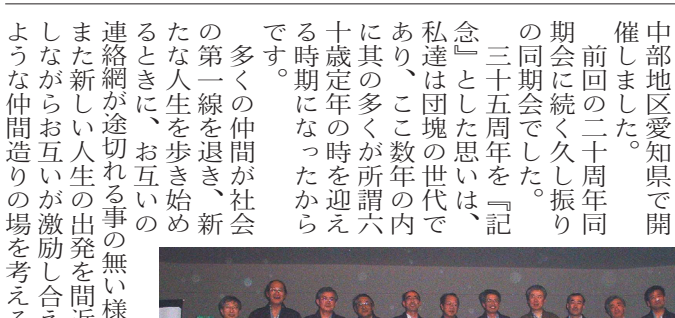 中部地区愛知県で開
催しました。
前回の二十周年同
期会に続く久し振り
の同期会でした。
三十五周年を『記
念』とした思いは、
私達は団塊の世代で
あり、ここ数年の内
に其の多くが所謂六
十歳定年の時を迎え
る時期になったから
です。
多くの仲間が社会
の第一線を退き、新
たな人生を歩き始め
るときに、お互いの
連絡網が途切れる事の無い様
また新しい人生の出発を間近
しながらお互いが激励し合え
ような仲間造りの場を考える